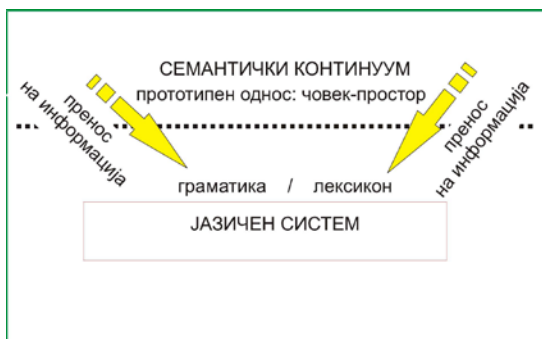 СЕМАНТИЧКИ КОНТИНУУМ
прототипен однос: човек-простор
пренос
на информација
пренос
на информација
граматика / лексикон
ЈАЗИЧЕН СИСТЕМ